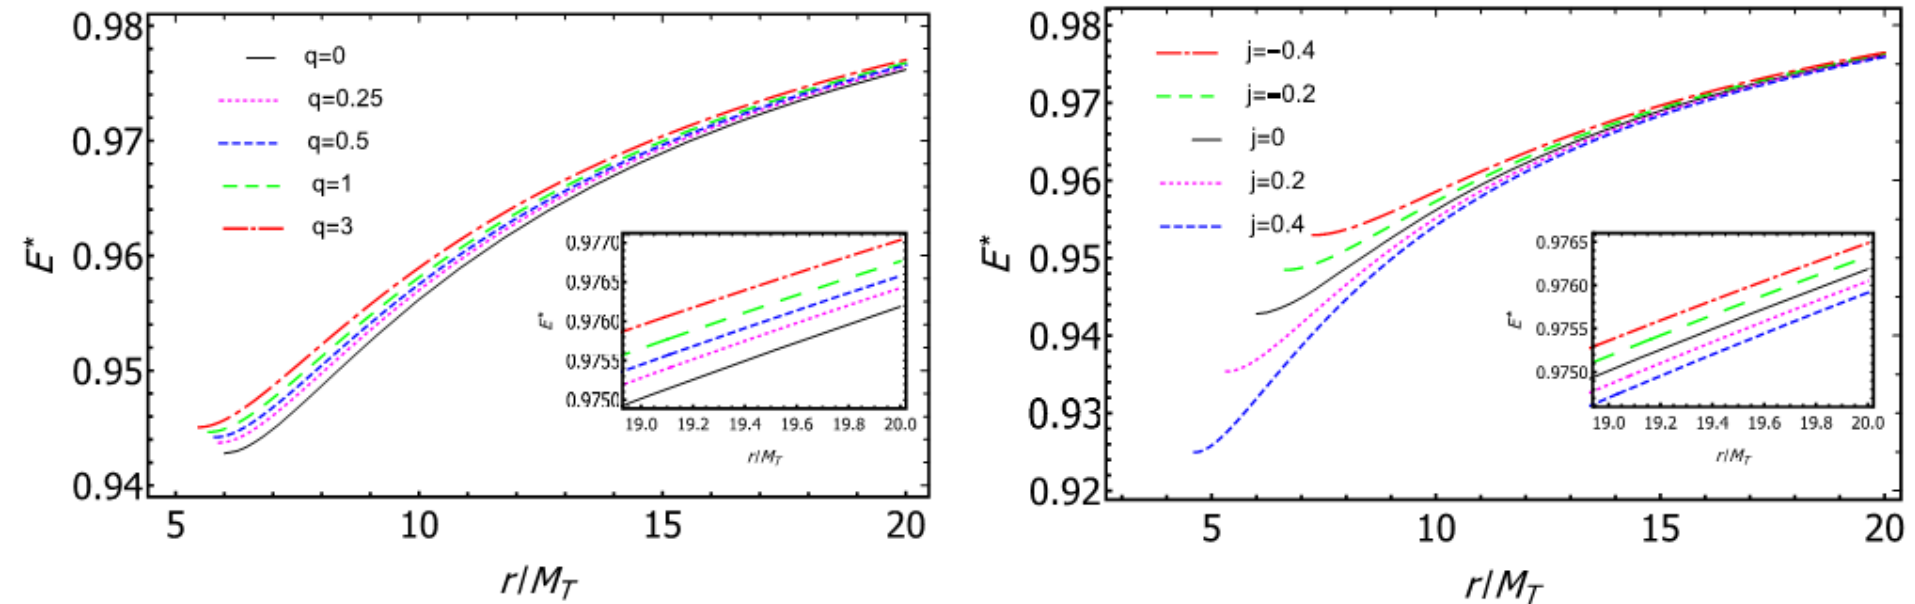 0.98
0.97
0.96
0.95
0.94
E*
q=0
q=0.25
q=0.5
q=1
q=3
0.9770
0.9765
0.9760
0.9755
0.9750
E*
19.0 19.2 19.4 19.6 19.8 20.0
r/M_T
5 10 15 20
r/M_T
0.98
0.97
0.96
0.95
0.94
0.93
0.92
E*
j=−0.4
j=−0.2
j=0
j=0.2
j=0.4
0.9765
0.9760
0.9755
0.9750
E*
19.0 19.2 19.4 19.6 19.8 20.0
r/M_T
5 10 15 20
r/M_T